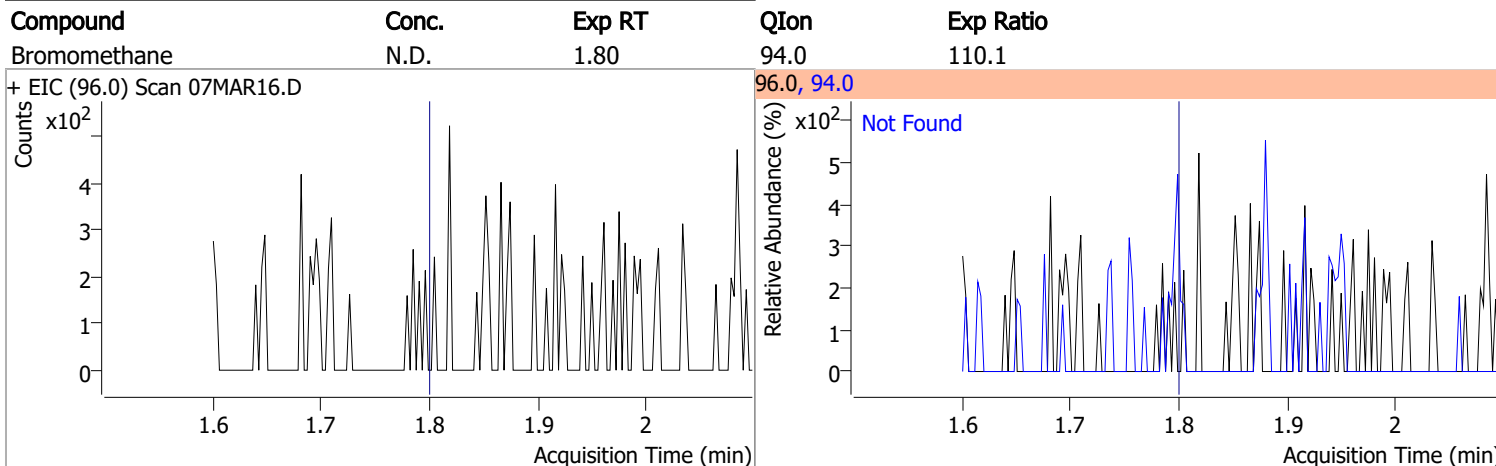 Compound Conc. Exp RT QIon Exp Ratio
Bromomethane N.D. 1.80 94.0 110.1
+ EIC (96.0) Scan 07MAR16.D
Counts
x10²
4
3
2
1
0
1.6 1.7 1.8 1.9 2
Acquisition Time (min)
96.0, 94.0
Relative Abundance (%)
x10²
Not Found
5
4
3
2
1
0
1.6 1.7 1.8 1.9 2
Acquisition Time (min)